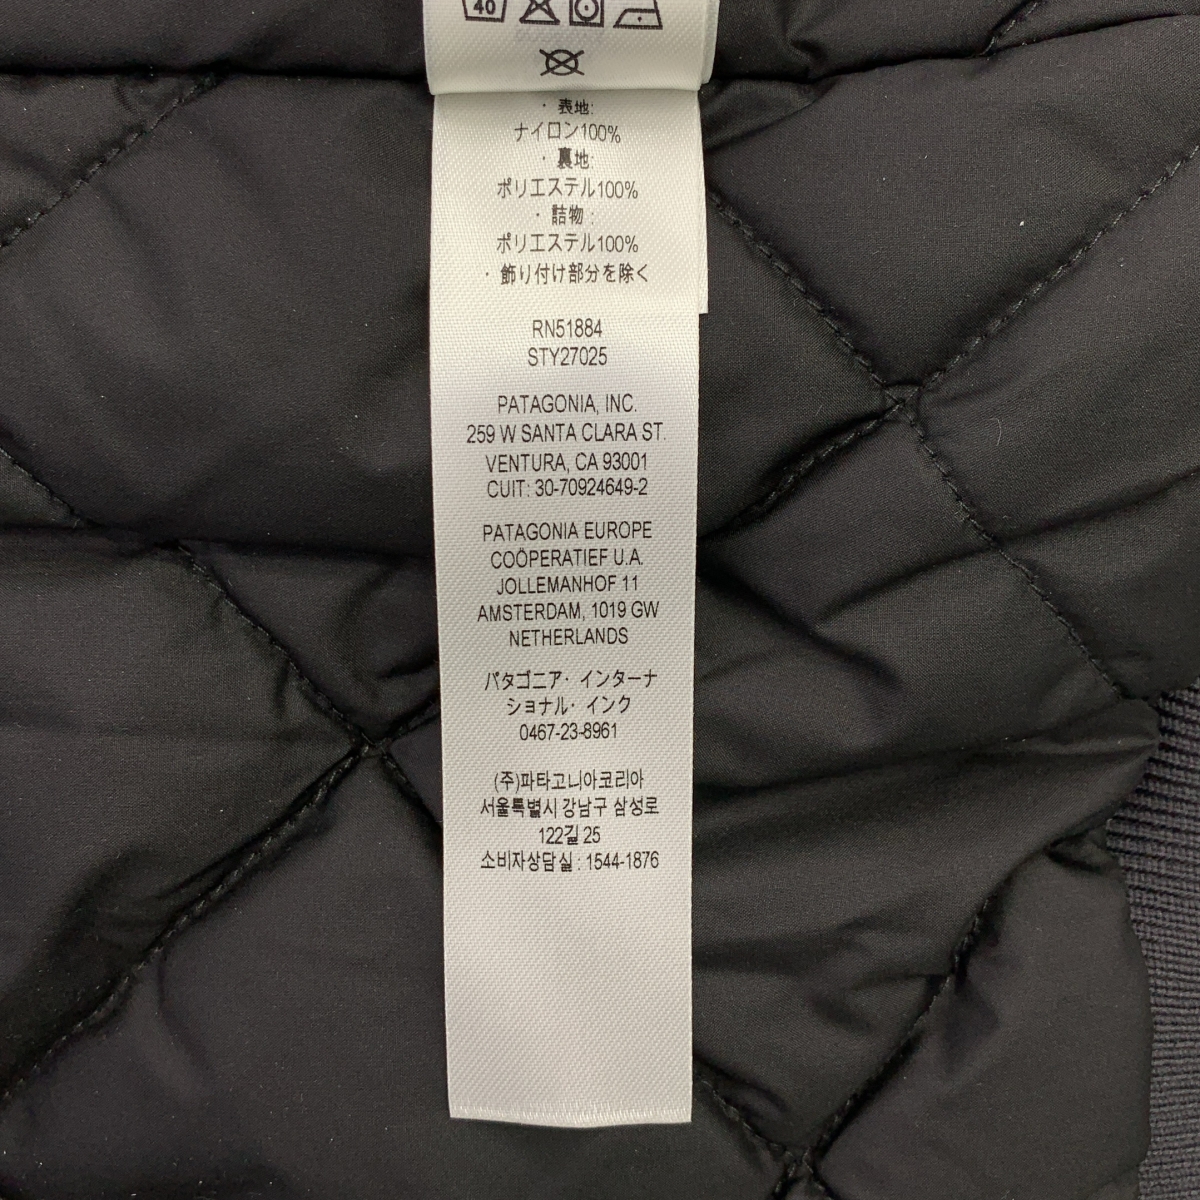 40
・表地:
ナイロン100%
・裏地:
ポリエステル100%
・詰物:
ポリエステル100%
・飾り付け部分を除く
RN51884
STY27025
PATAGONIA, INC.
259 W SANTA CLARA ST.
VENTURA, CA 93001
CUIT: 30-70924649-2
PATAGONIA EUROPE
COÖPERATIEF U.A.
JOLLEMANHOF 11
AMSTERDAM, 1019 GW
NETHERLANDS
パタゴニア・インターナ
ショナル・インク
0467-23-8961
(주)파타고니아코리아
서울특별시 강남구 삼성로
122길 25
소비자상담실 : 1544-1876